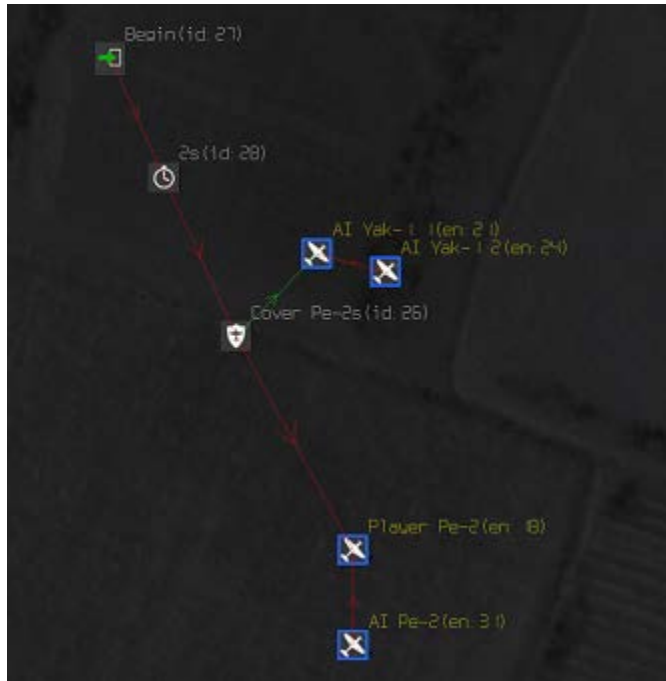 Begin(id: 27)
2s(id: 28)
AI Yak-1 1(en: 21)
AI Yak-1 2(en: 24)
Cover Pe-2s(id: 26)
Player Pe-2(en: 18)
AI Pe-2(en: 31)